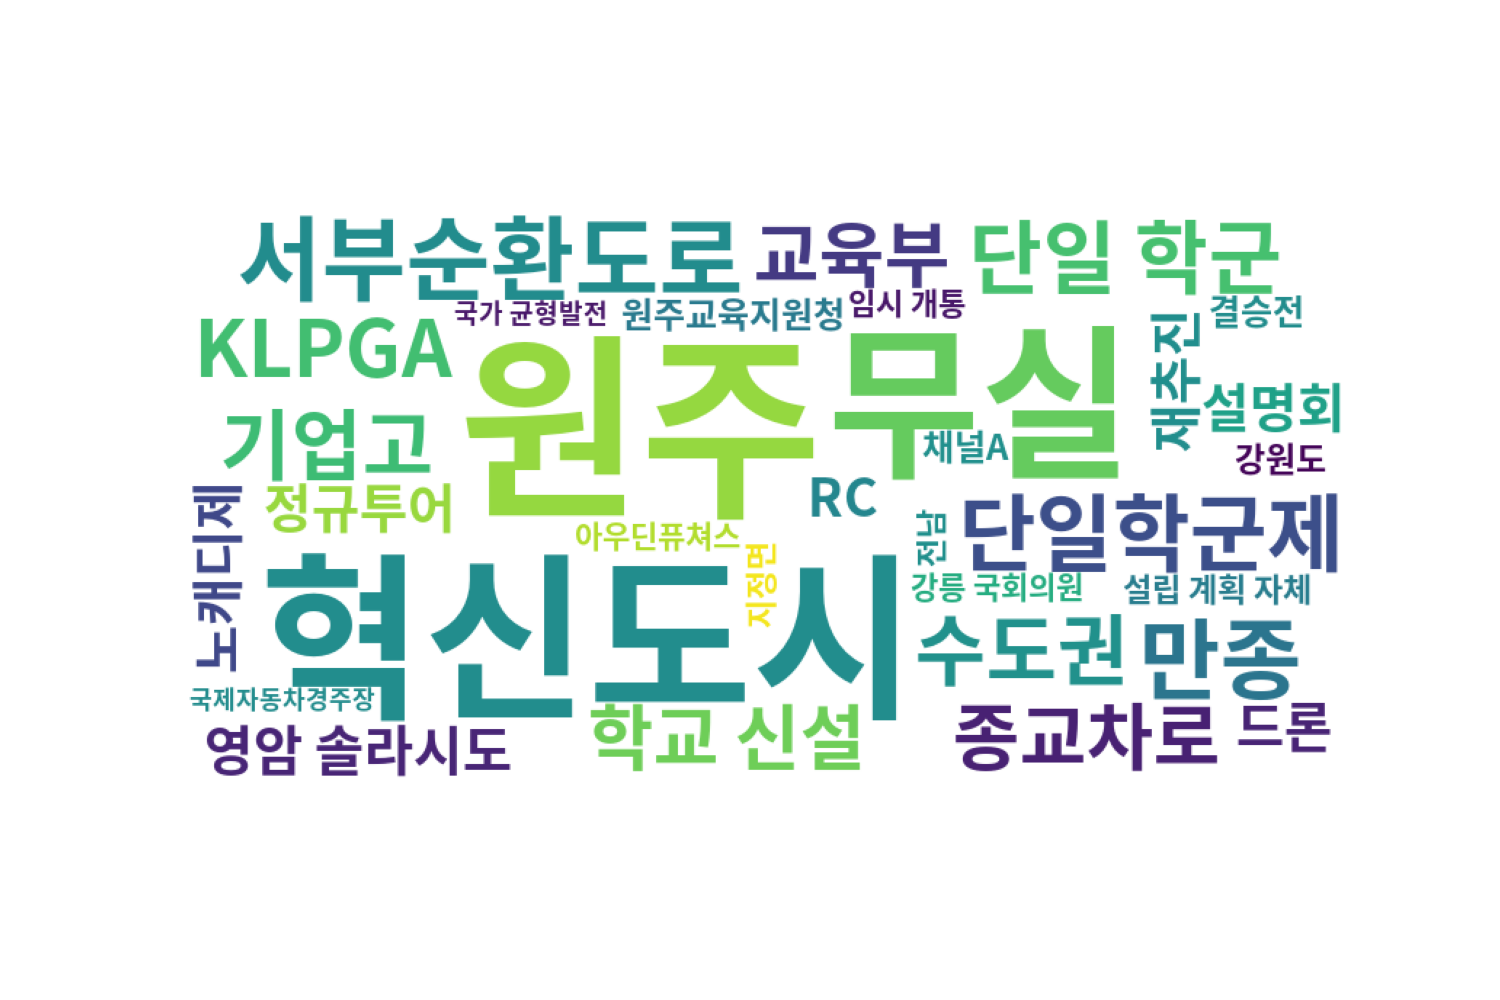 서부순환도로
교육부
단일 학군
국가 균형발전
원주교육지원청
임시 개통
결승전
KLPGA
원주
무실
재추진
설명회
기업고
채널A
강원도
정규투어
RC
노캐디제
아우딘퓨쳐스
전남
단일학군제
혁신도시
지정면
강릉 국회의원
설립 계획 자체
수도권
만종
국제자동차경주장
영암 솔라시도
학교 신설
종교차로
드론